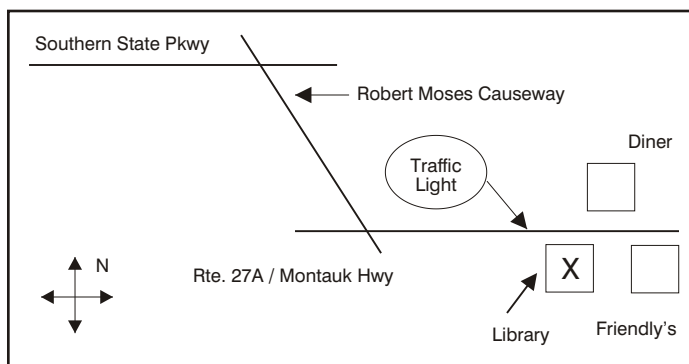 Southern State Pkwy
Robert Moses Causeway
Diner
Traffic
Light
N
Rte. 27A / Montauk Hwy
X
Library
Friendly's